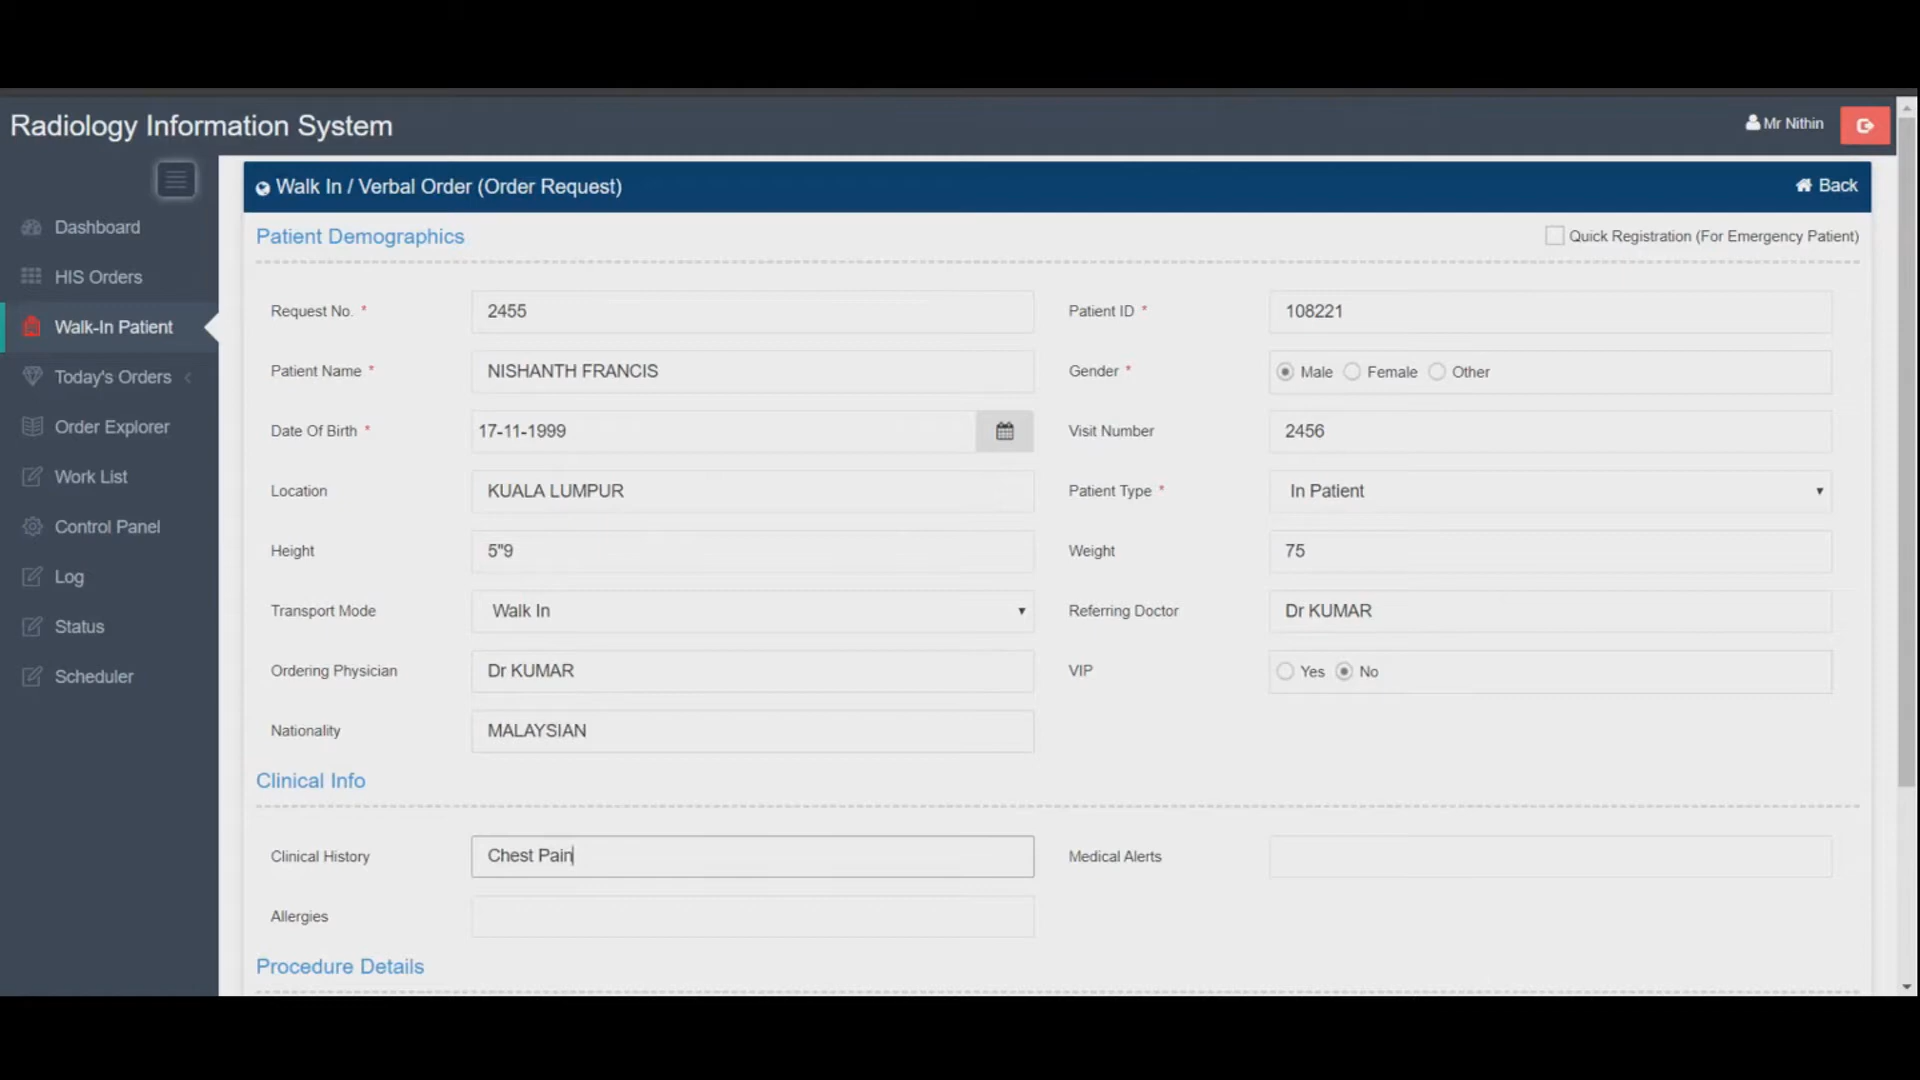 Radiology Information System
Mr Nithin
Walk In / Verbal Order (Order Request)
Back
Dashboard
HIS Orders
Walk-In Patient
Today's Orders
Order Explorer
Work List
Control Panel
Log
Status
Scheduler
Patient Demographics
Quick Registration (For Emergency Patient)
Request No. * 2455
Patient ID * 108221
Patient Name * NISHANTH FRANCIS
Gender * Male Female Other
Date Of Birth * 17-11-1999
Visit Number 2456
Location KUALA LUMPUR
Patient Type * In Patient
Height 5"9
Weight 75
Transport Mode Walk In
Referring Doctor Dr KUMAR
Ordering Physician Dr KUMAR
VIP Yes No
Nationality MALAYSIAN
Clinical Info
Clinical History Chest Pain
Medical Alerts
Allergies
Procedure Details